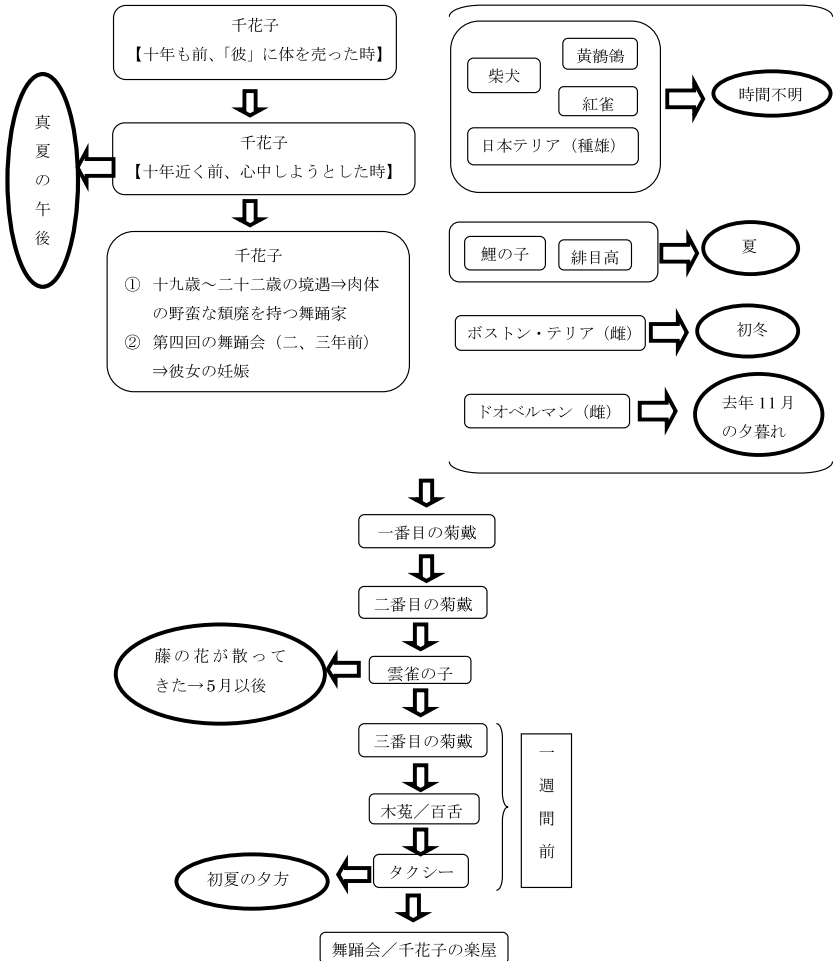 千花子
【十年も前、「彼」に体を売った時】
千花子
【十年近く前、心中しようとした時】
真夏の午後
千花子
① 十九歳～二十二歳の境遇⇒肉体
の野蛮な頽廃を持つ舞踊家
② 第四回の舞踊会（二、三年前）
⇒彼女の妊娠
柴犬
黄鶺鴒
紅雀
日本テリア（種雄）
時間不明
鯉の子
緋目高
夏
ボストン・テリア（雌）
初冬
ドオベルマン（雌）
去年 11 月
の夕暮れ
一番目の菊戴
二番目の菊戴
雲雀の子
藤の花が散って
きた→5月以後
三番目の菊戴
木菟／百舌
タクシー
一週間前
初夏の夕方
舞踊会／千花子の楽屋